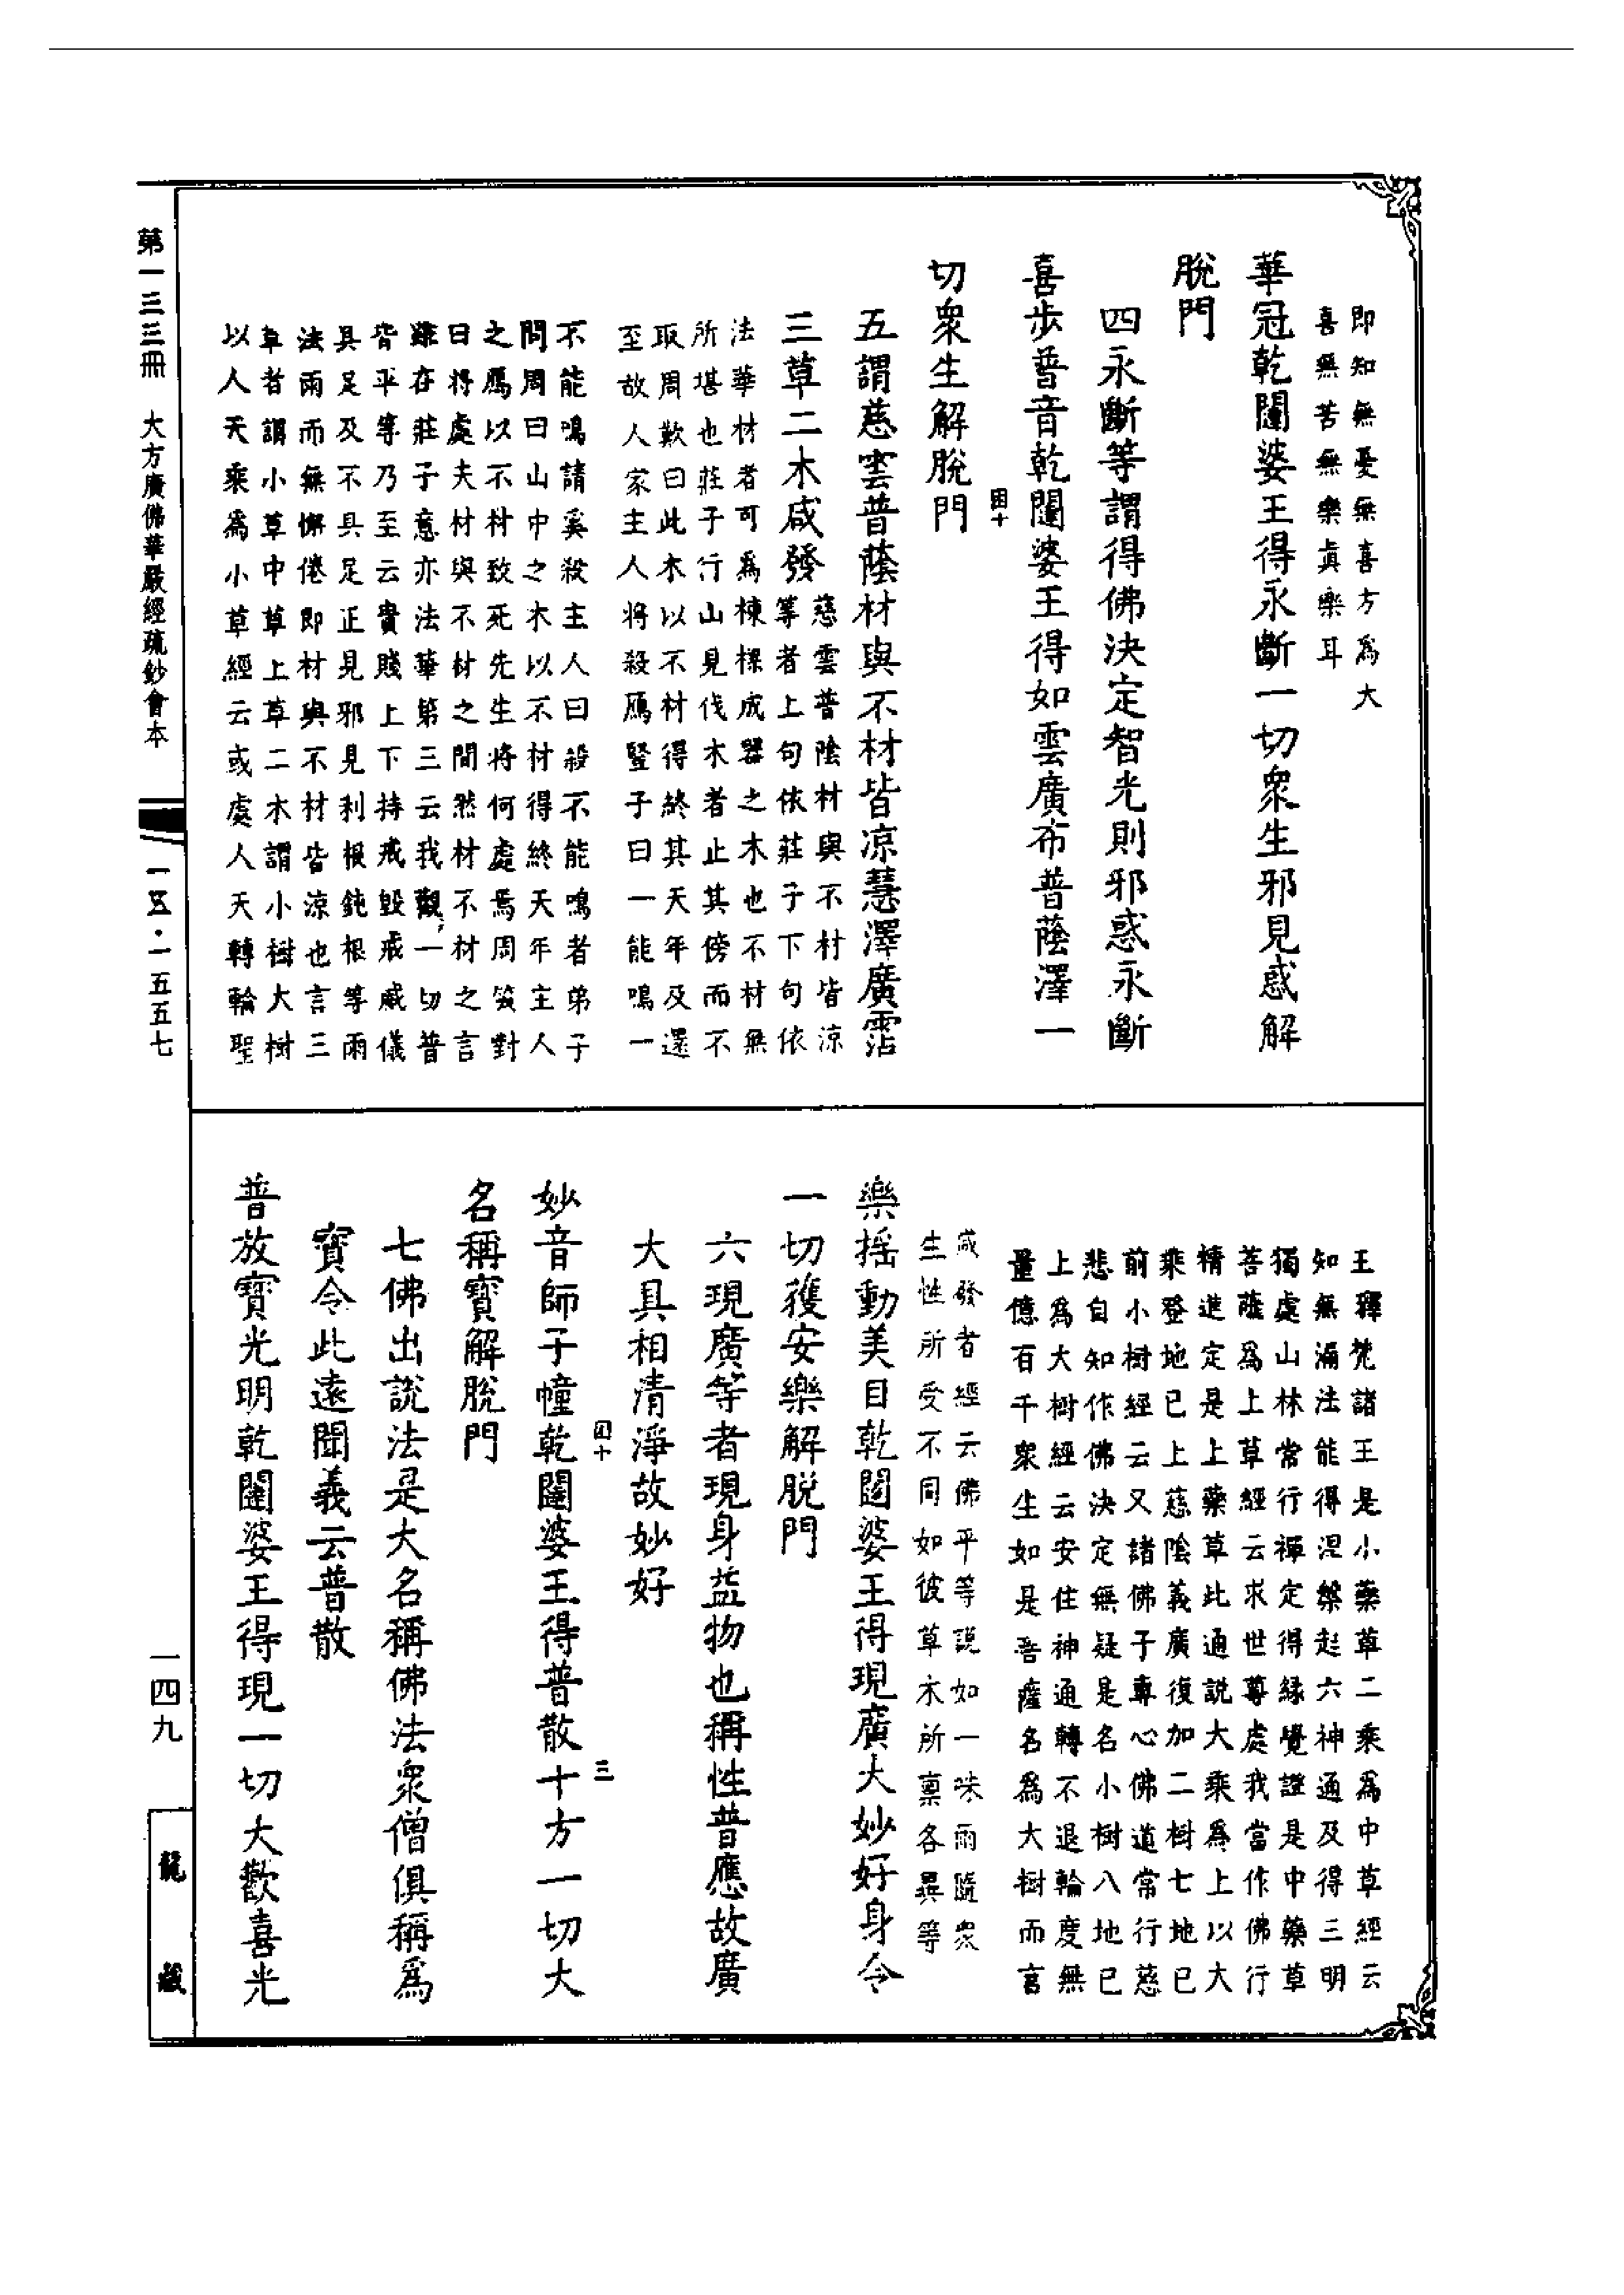 即知無憂無喜方為大
喜無苦無樂真樂耳
華冠乾闥婆王得永斷一切衆生邪見惑解
脫門
四永斷等謂得佛決定智光則邪惑永斷
喜步普音乾闥婆王得如雲廣布普蔭澤一
切衆生解脫門
五謂慈雲普蔭材與不材皆凉慧澤廣霑
三草二木咸發
慈雲普陰材與不材皆涼
等者上句依莊子下句依
法華材者可為棟樑成器之木也不材無
所堪也莊子行山見伐木者止其傍而不
取周歎曰此木以不材得終其天年及還
至故人家主人將殺鴈豎子曰一能鳴一
不能鳴請奚殺主人曰殺不能鳴者弟子
問周曰山中之木以不材得終天年主人
之鴈以不材致死先生將何處焉周笑對
曰將處夫材與不材之間然材不材之言
雖在莊子意亦法華第三云我觀一切普
皆平等乃至云貴賤上下持戒毀戒威儀
具足及不具足正見邪見利根鈍根等雨
法雨而無懈倦即材與不材皆涼也言三
草者謂小草中草上草二木謂小樹大樹
以人天乘為小草經云或處人天轉輪聖
王釋梵諸王是小藥草二乘為中草經云
知無漏法能得涅槃起六神通及得三明
獨處山林常行禪定得緣覺證是中藥草
菩薩為上草經云求世尊處我當作佛行
精進定是上藥草此通說大乘為上以大
乘登地已上慈陰義廣復加二樹七地已
前小樹經云又諸佛子專心佛道常行慈
悲自知作佛決定無疑是名小樹八地已
上為大樹經云安住神通轉不退輪度無
量億百千衆生如是菩薩名為大樹而言
咸發者經云佛平等說如一味雨隨衆
生性所受不同如彼草木所禀各異等
樂搖動美目乾闥婆王得現廣大妙好身令
一切獲安樂解脫門
六現廣等者現身益物也稱性普應故廣
大具相清淨故妙好
妙音師子幢乾闥婆王得普散十方一切大
名稱寶解脫門
七佛出說法是大名稱佛法衆僧俱稱為
寶令此遠聞義云普散
普放寶光明乾闥婆王得現一切大歡喜光
第一三三冊 大方廣佛華嚴經疏鈔會本
一五·一五五七
一四九
龍藏